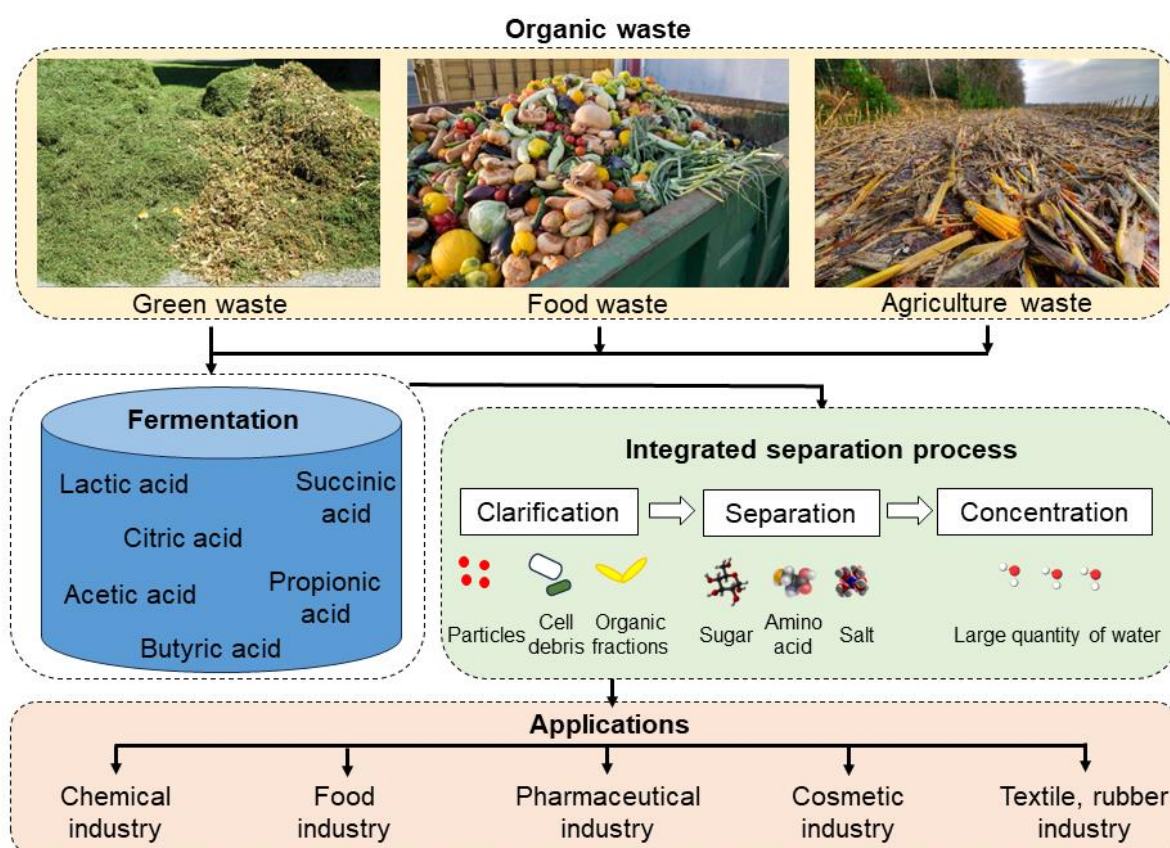 Organic waste
Green waste
Food waste
Agriculture waste
Fermentation
Lactic acid
Succinic
acid
Citric acid
Acetic acid
Propionic
acid
Butyric acid
Integrated separation process
Clarification
Separation
Concentration
Particles
Cell
debris
Organic
fractions
Sugar
Amino
acid
Salt
Large quantity of water
Applications
Chemical
industry
Food
industry
Pharmaceutical
industry
Cosmetic
industry
Textile, rubber
industry